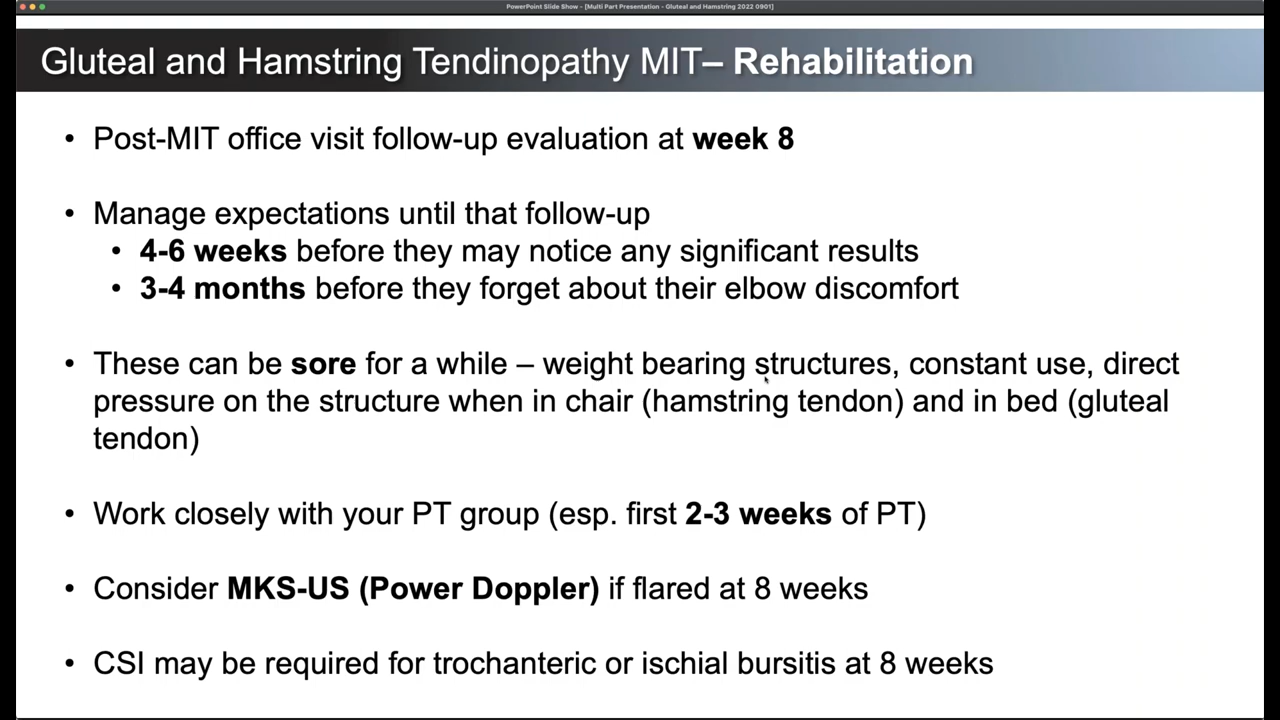 PowerPoint Slide Show - [Multi Part Presentation - Gluteal and Hamstring 2022 0901]
Gluteal and Hamstring Tendinopathy MIT– Rehabilitation
• Post-MIT office visit follow-up evaluation at week 8
• Manage expectations until that follow-up
• 4-6 weeks before they may notice any significant results
• 3-4 months before they forget about their elbow discomfort
• These can be sore for a while – weight bearing structures, constant use, direct
pressure on the structure when in chair (hamstring tendon) and in bed (gluteal
tendon)
• Work closely with your PT group (esp. first 2-3 weeks of PT)
• Consider MKS-US (Power Doppler) if flared at 8 weeks
• CSI may be required for trochanteric or ischial bursitis at 8 weeks